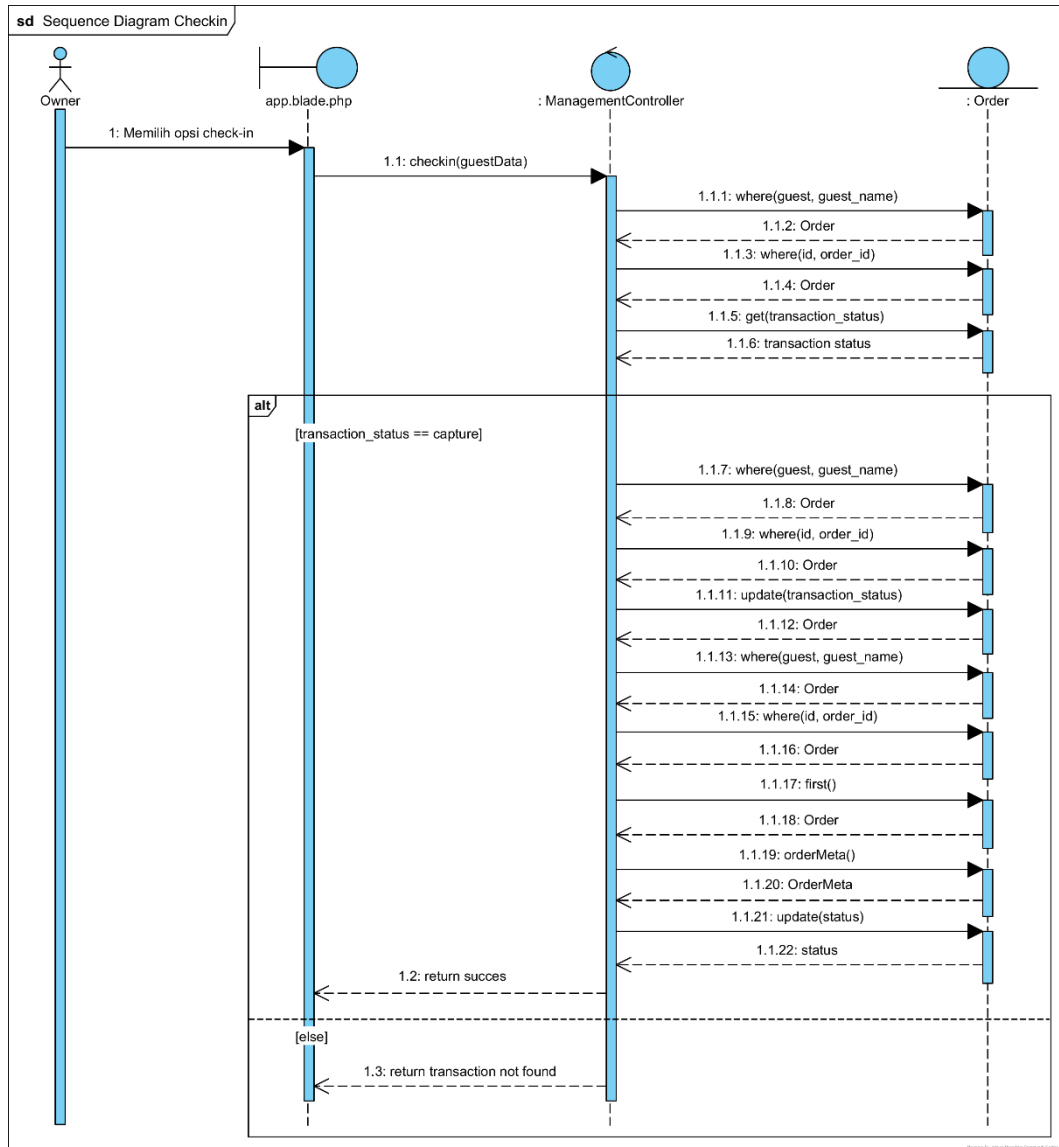 sd Sequence Diagram Checkin
Owner
app.blade.php
: ManagementController
: Order
1: Memilih opsi check-in
1.1: checkin(guestData)
1.1.1: where(guest, guest_name)
1.1.2: Order
1.1.3: where(id, order_id)
1.1.4: Order
1.1.5: get(transaction_status)
1.1.6: transaction status
alt
[transaction_status == capture]
1.1.7: where(guest, guest_name)
1.1.8: Order
1.1.9: where(id, order_id)
1.1.10: Order
1.1.11: update(transaction_status)
1.1.12: Order
1.1.13: where(guest, guest_name)
1.1.14: Order
1.1.15: where(id, order_id)
1.1.16: Order
1.1.17: first()
1.1.18: Order
1.1.19: orderMeta()
1.1.20: OrderMeta
1.1.21: update(status)
1.1.22: status
1.2: return succes
[else]
1.3: return transaction not found